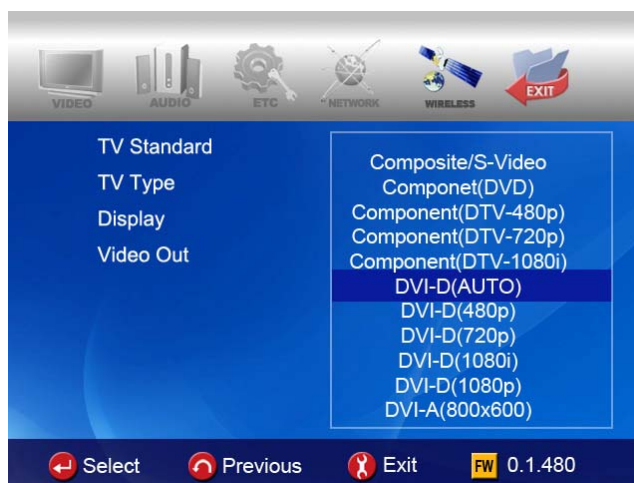 VIDEO AUDIO ETC NETWORK WIRELESS EXIT
TV Standard
TV Type
Display
Video Out
Composite/S-Video
Componet(DVD)
Component(DTV-480p)
Component(DTV-720p)
Component(DTV-1080i)
DVI-D(AUTO)
DVI-D(480p)
DVI-D(720p)
DVI-D(1080i)
DVI-D(1080p)
DVI-A(800x600)
Select Previous Exit FW 0.1.480